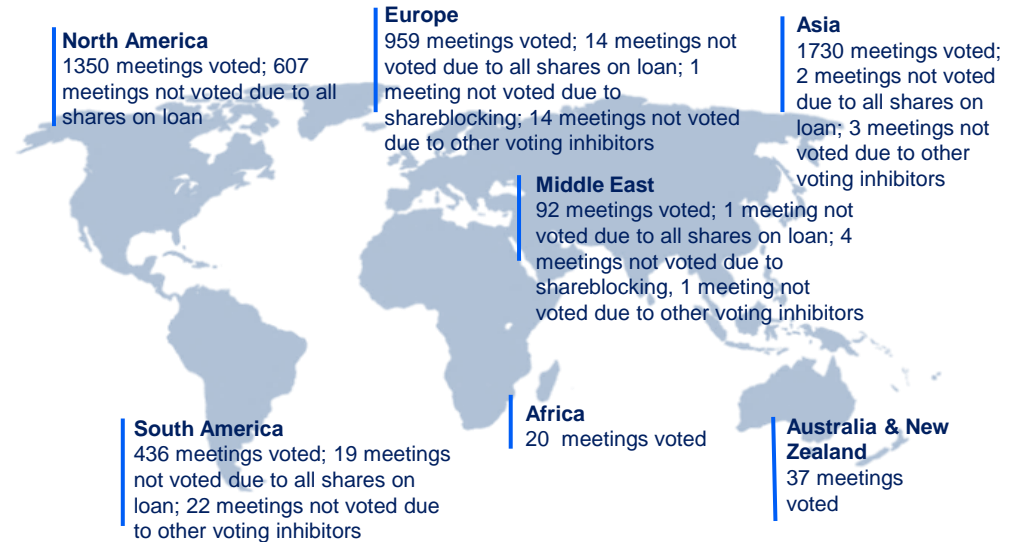 North America
1350 meetings voted; 607
meetings not voted due to all
shares on loan
Europe
959 meetings voted; 14 meetings not
voted due to all shares on loan; 1
meeting not voted due to
shareblocking; 14 meetings not voted
due to other voting inhibitors
Asia
1730 meetings voted;
2 meetings not voted
due to all shares on
loan; 3 meetings not
voted due to other
voting inhibitors
Middle East
92 meetings voted; 1 meeting not
voted due to all shares on loan; 4
meetings not voted due to
shareblocking, 1 meeting not
voted due to other voting inhibitors
South America
436 meetings voted; 19 meetings
not voted due to all shares on
loan; 22 meetings not voted due
to other voting inhibitors
Africa
20 meetings voted
Australia & New
Zealand
37 meetings
voted